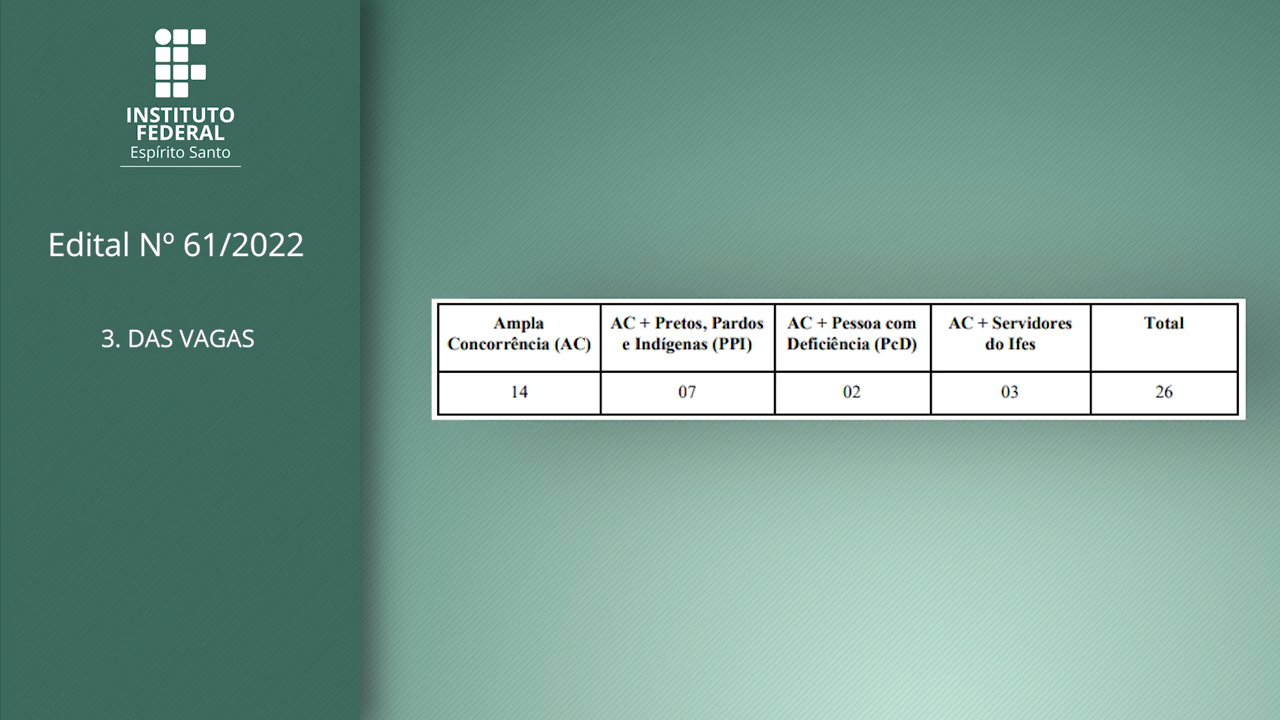 INSTITUTO
FEDERAL
Espírito Santo
Edital Nº 61/2022
3. DAS VAGAS
Ampla Concorrência (AC)
AC + Pretos, Pardos e Indígenas (PPI)
AC + Pessoa com Deficiência (PcD)
AC + Servidores do Ifes
Total
14
07
02
03
26